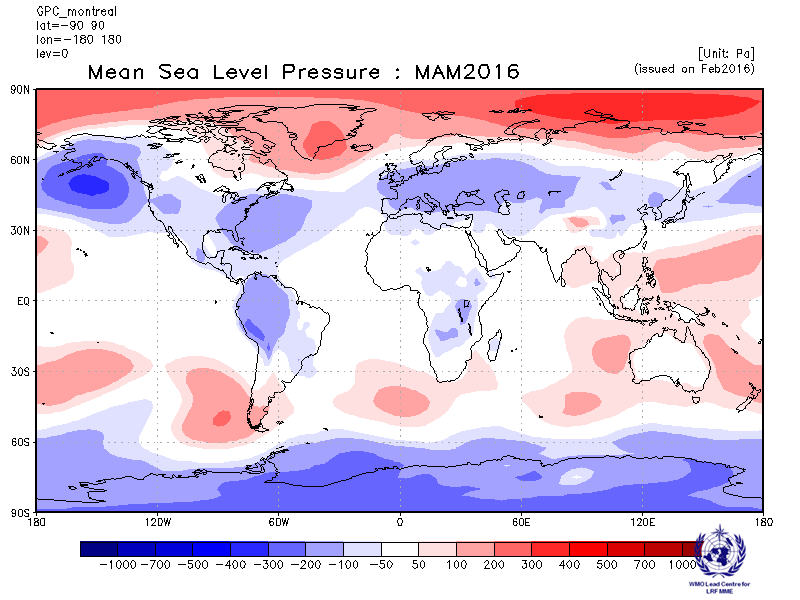 GPC_montreal
lat=-90 90
lon=-180 180
lev=0
[Unit: Pa]
Mean Sea Level Pressure : MAM2016
(issued on Feb2016)
90N
60N
30N
EQ
30S
60S
90S
180 120W 60W 0 60E 120E 180
-1000 -700 -500 -400 -300 -200 -100 -50 50 100 200 300 400 500 700 1000
WMO Lead Centre for
LRF MME